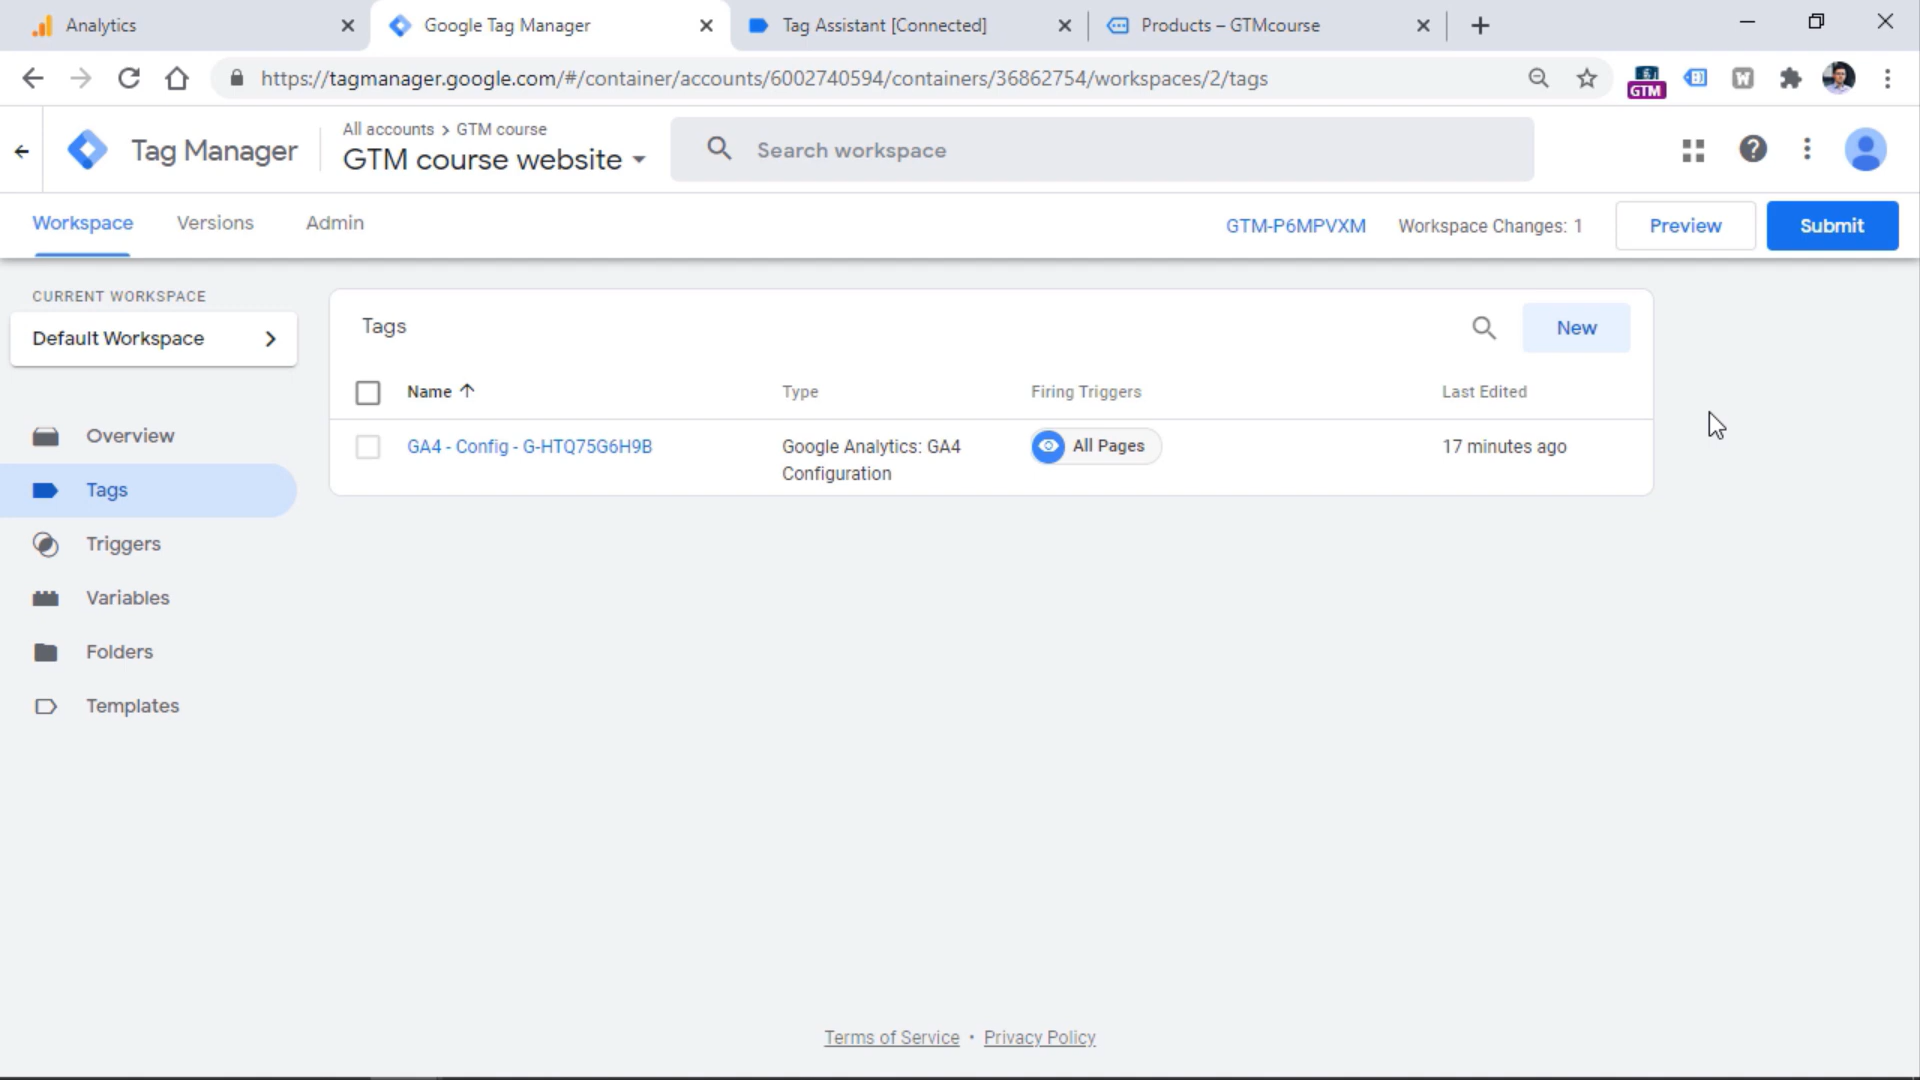 Analytics
Google Tag Manager
Tag Assistant [Connected]
Products – GTMcourse
https://tagmanager.google.com/#/container/accounts/6002740594/containers/36862754/workspaces/2/tags
GTM
W
Tag Manager
All accounts > GTM course
GTM course website
Search workspace
Workspace
Versions
Admin
GTM-P6MPVXM
Workspace Changes: 1
Preview
Submit
CURRENT WORKSPACE
Default Workspace
Overview
Tags
Triggers
Variables
Folders
Templates
Tags
New
Name
Type
Firing Triggers
Last Edited
GA4 - Config - G-HTQ75G6H9B
Google Analytics: GA4
Configuration
All Pages
17 minutes ago
Terms of Service • Privacy Policy